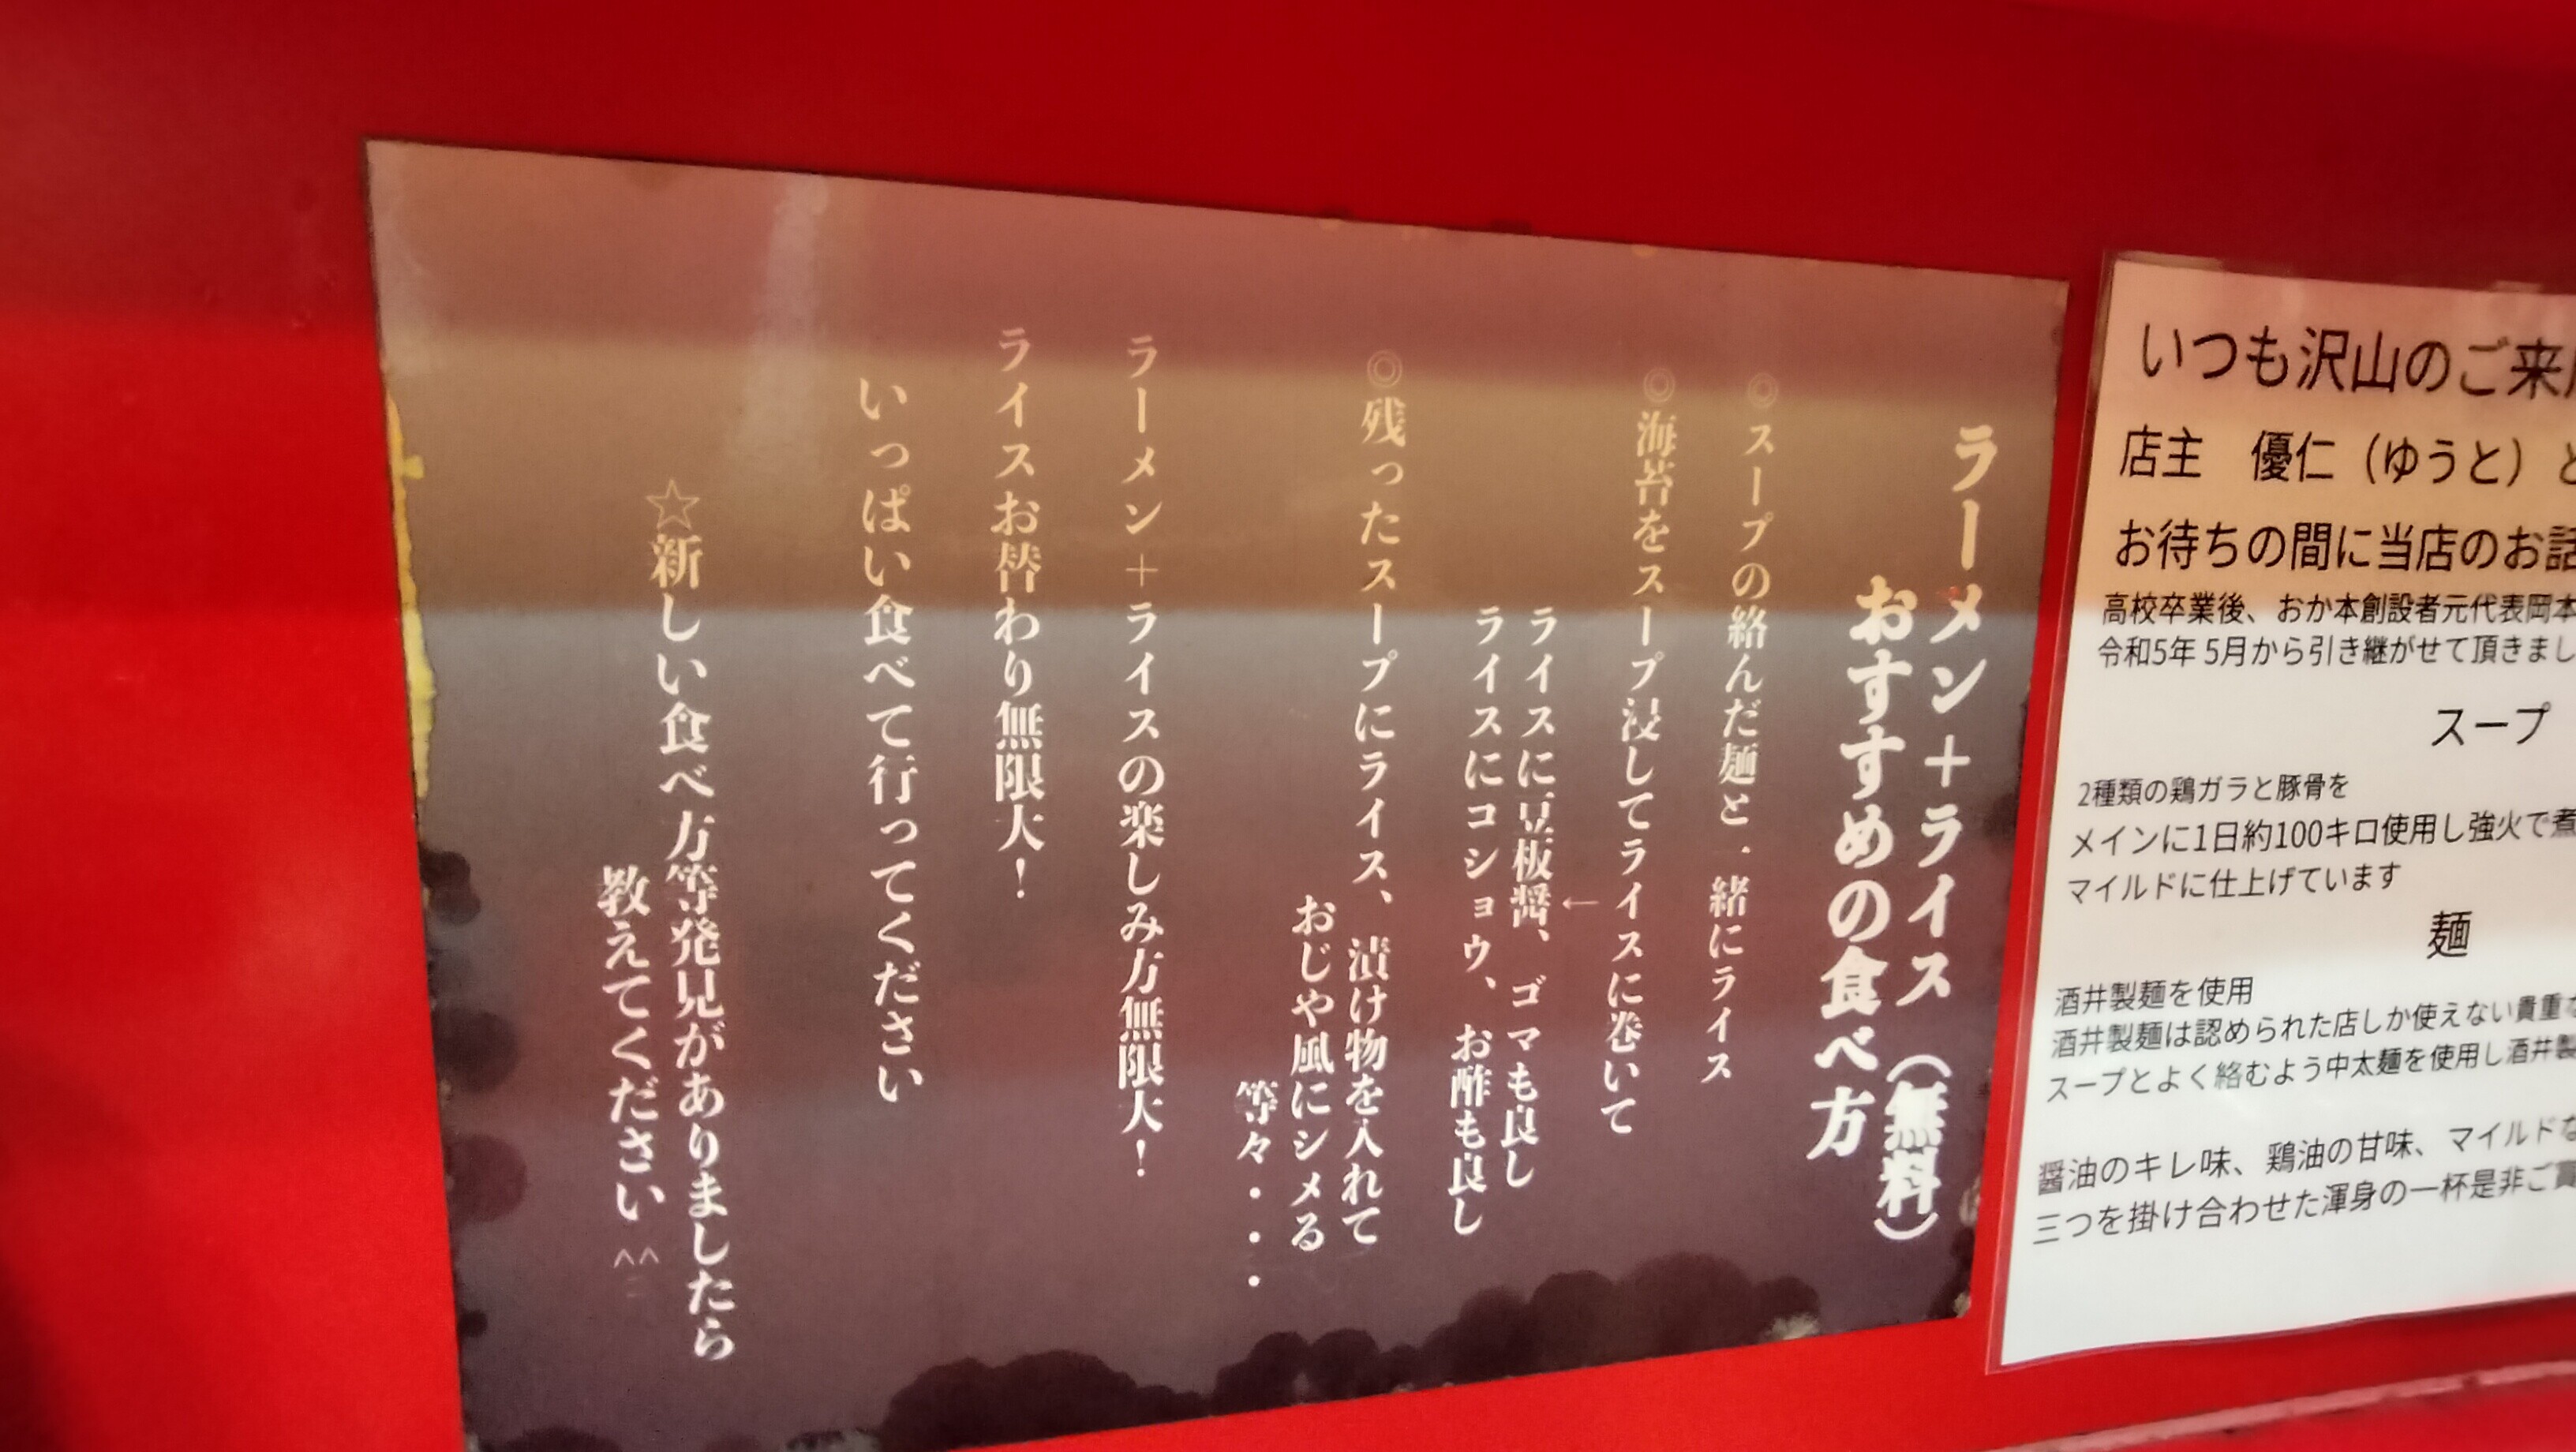 ラーメン＋ライス（無料）
おすすめの食べ方
◎スープの絡んだ麺と一緒にライス
◎海苔をスープ浸してライスに巻いて
←
ライスに豆板醤、ゴマも良し
ライスにコショウ、お酢も良し
◎残ったスープにライス、漬け物を入れて
おじや風にシメる
等々・・・
ラーメン＋ライスの楽しみ方無限大！
ライスお替わり無限大！
いっぱい食べて行ってください
☆新しい食べ方等発見がありましたら
教えてください^^
いつも沢山のご来
店主　優仁（ゆうと）と
お待ちの間に当店のお話
高校卒業後、おか本創設者元代表岡本
令和5年5月から引き継がせて頂きまし
スープ
2種類の鶏ガラと豚骨を
メインに1日約100キロ使用し強火で煮
マイルドに仕上げています
麺
酒井製麺を使用
酒井製麺は認められた店しか使えない貴重な
スープとよく絡むよう中太麺を使用し酒井製
醤油のキレ味、鶏油の甘味、マイルドな
三つを掛け合わせた渾身の一杯是非ご賞